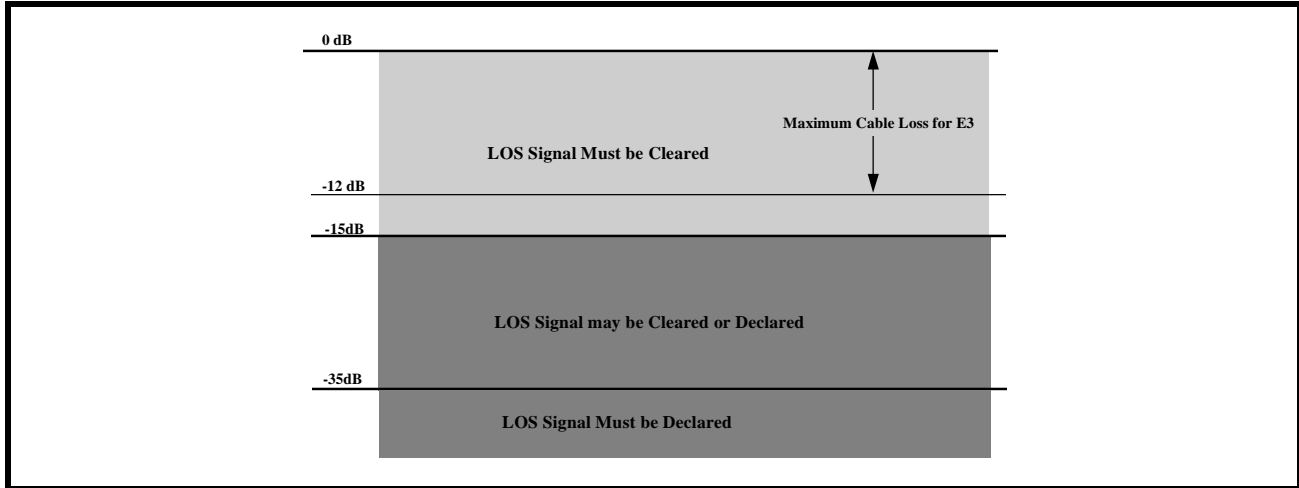 0 dB
Maximum Cable Loss for E3
LOS Signal Must be Cleared
-12 dB
-15dB
LOS Signal may be Cleared or Declared
-35dB
LOS Signal Must be Declared